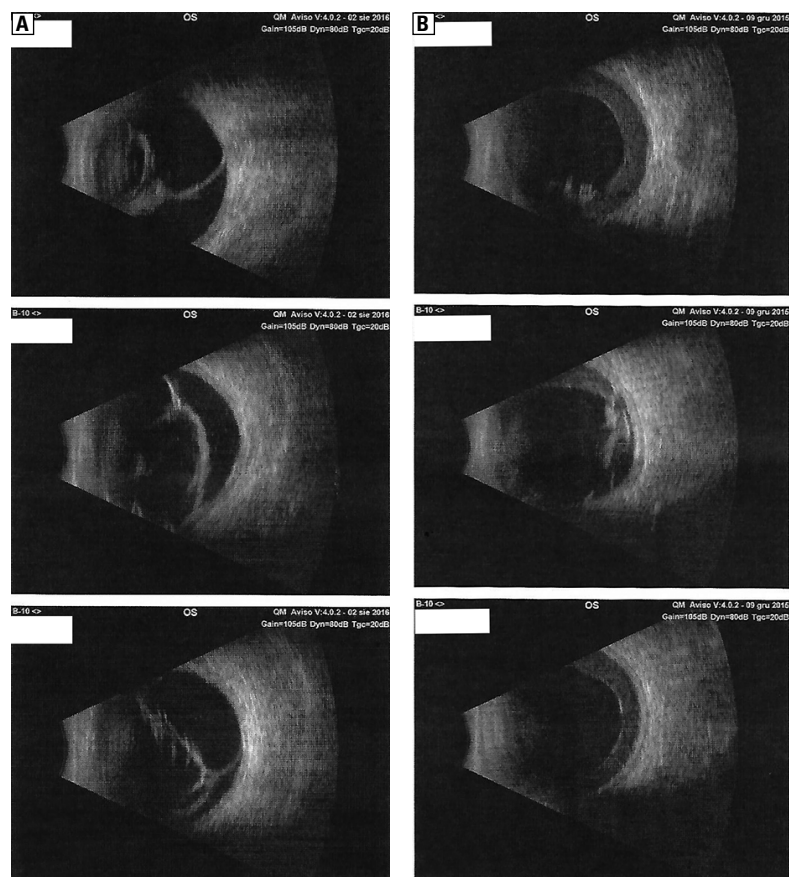 A
<> OS QM Aviso V:4.0.2 - 02 sie 2016
Gain=105dB Dyn=80dB Tgc=20dB
B-10 <> OS QM Aviso V:4.0.2 - 02 sie 2016
Gain=105dB Dyn=80dB Tgc=20dB
B-10 <> OS QM Aviso V:4.0.2 - 02 sie 2016
Gain=105dB Dyn=80dB Tgc=20dB
B
<> OS QM Aviso V:4.0.2 - 09 gru 2015
Gain=105dB Dyn=80dB Tgc=20dB
B-10 <> OS QM Aviso V:4.0.2 - 09 gru 2015
Gain=105dB Dyn=80dB Tgc=20dB
B-10 <> OS QM Aviso V:4.0.2 - 09 gru 2015
Gain=105dB Dyn=80dB Tgc=20dB